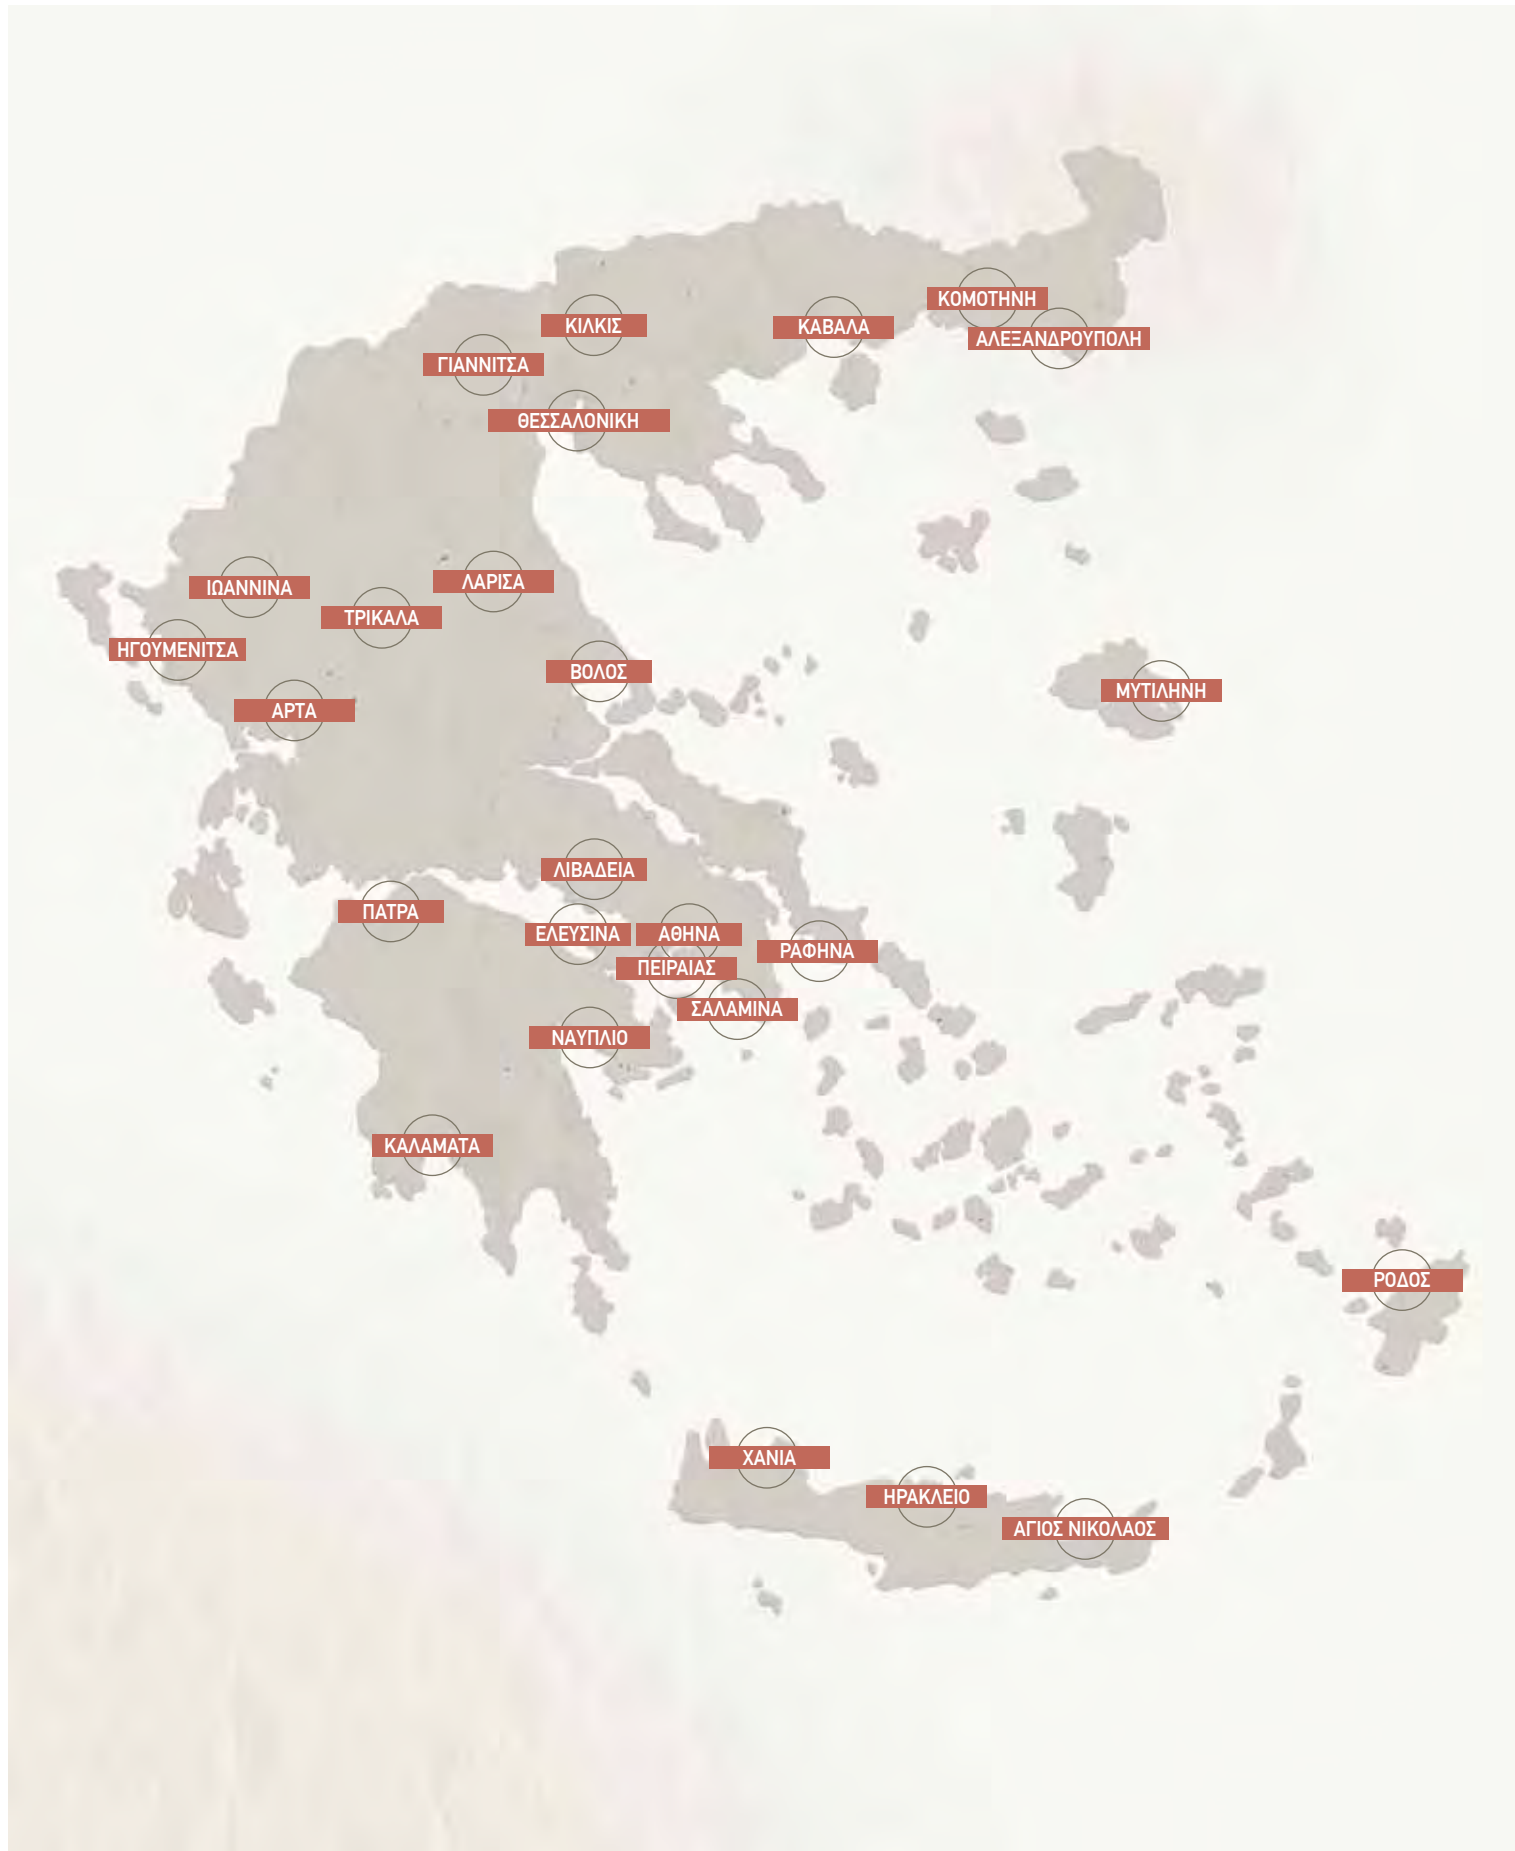 ΚΟΜΟΤΗΝΗ
ΚΙΛΚΙΣ
ΚΑΒΑΛΑ
ΑΛΕΞΑΝΔΡΟΥΠΟΛΗ
ΓΙΑΝΝΙΤΣΑ
ΘΕΣΣΑΛΟΝΙΚΗ
ΛΑΡΙΣΑ
ΙΩΑΝΝΙΝΑ
ΤΡΙΚΑΛΑ
ΗΓΟΥΜΕΝΙΤΣΑ
ΒΟΛΟΣ
ΜΥΤΙΛΗΝΗ
ΑΡΤΑ
ΛΙΒΑΔΕΙΑ
ΠΑΤΡΑ
ΕΛΕΥΣΙΝΑ
ΑΘΗΝΑ
ΡΑΦΗΝΑ
ΠΕΙΡΑΙΑΣ
ΣΑΛΑΜΙΝΑ
ΝΑΥΠΛΙΟ
ΚΑΛΑΜΑΤΑ
ΡΟΔΟΣ
ΧΑΝΙΑ
ΗΡΑΚΛΕΙΟ
ΑΓΙΟΣ ΝΙΚΟΛΑΟΣ